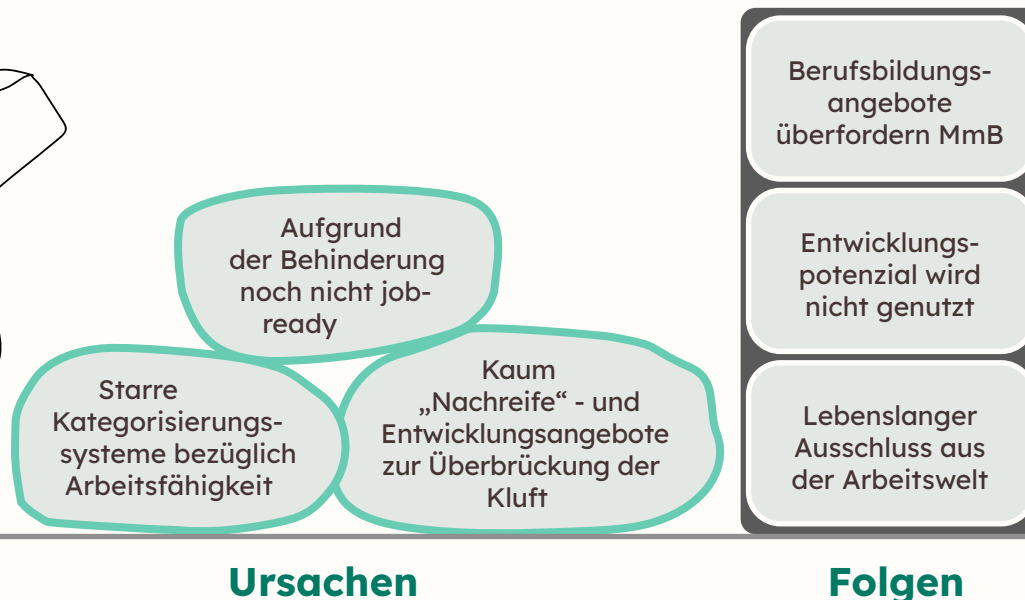 Aufgrund
der Behinderung
noch nicht job-
ready
Starre
Kategorisierungs-
systeme bezüglich
Arbeitsfähigkeit
Kaum
„Nachreife“ - und
Entwicklungsangebote
zur Überbrückung der
Kluft
Ursachen
Berufsbildungs-
angebote
überfordern MmB
Entwicklungs-
potenzial wird
nicht genutzt
Lebenslanger
Ausschluss aus
der Arbeitswelt
Folgen